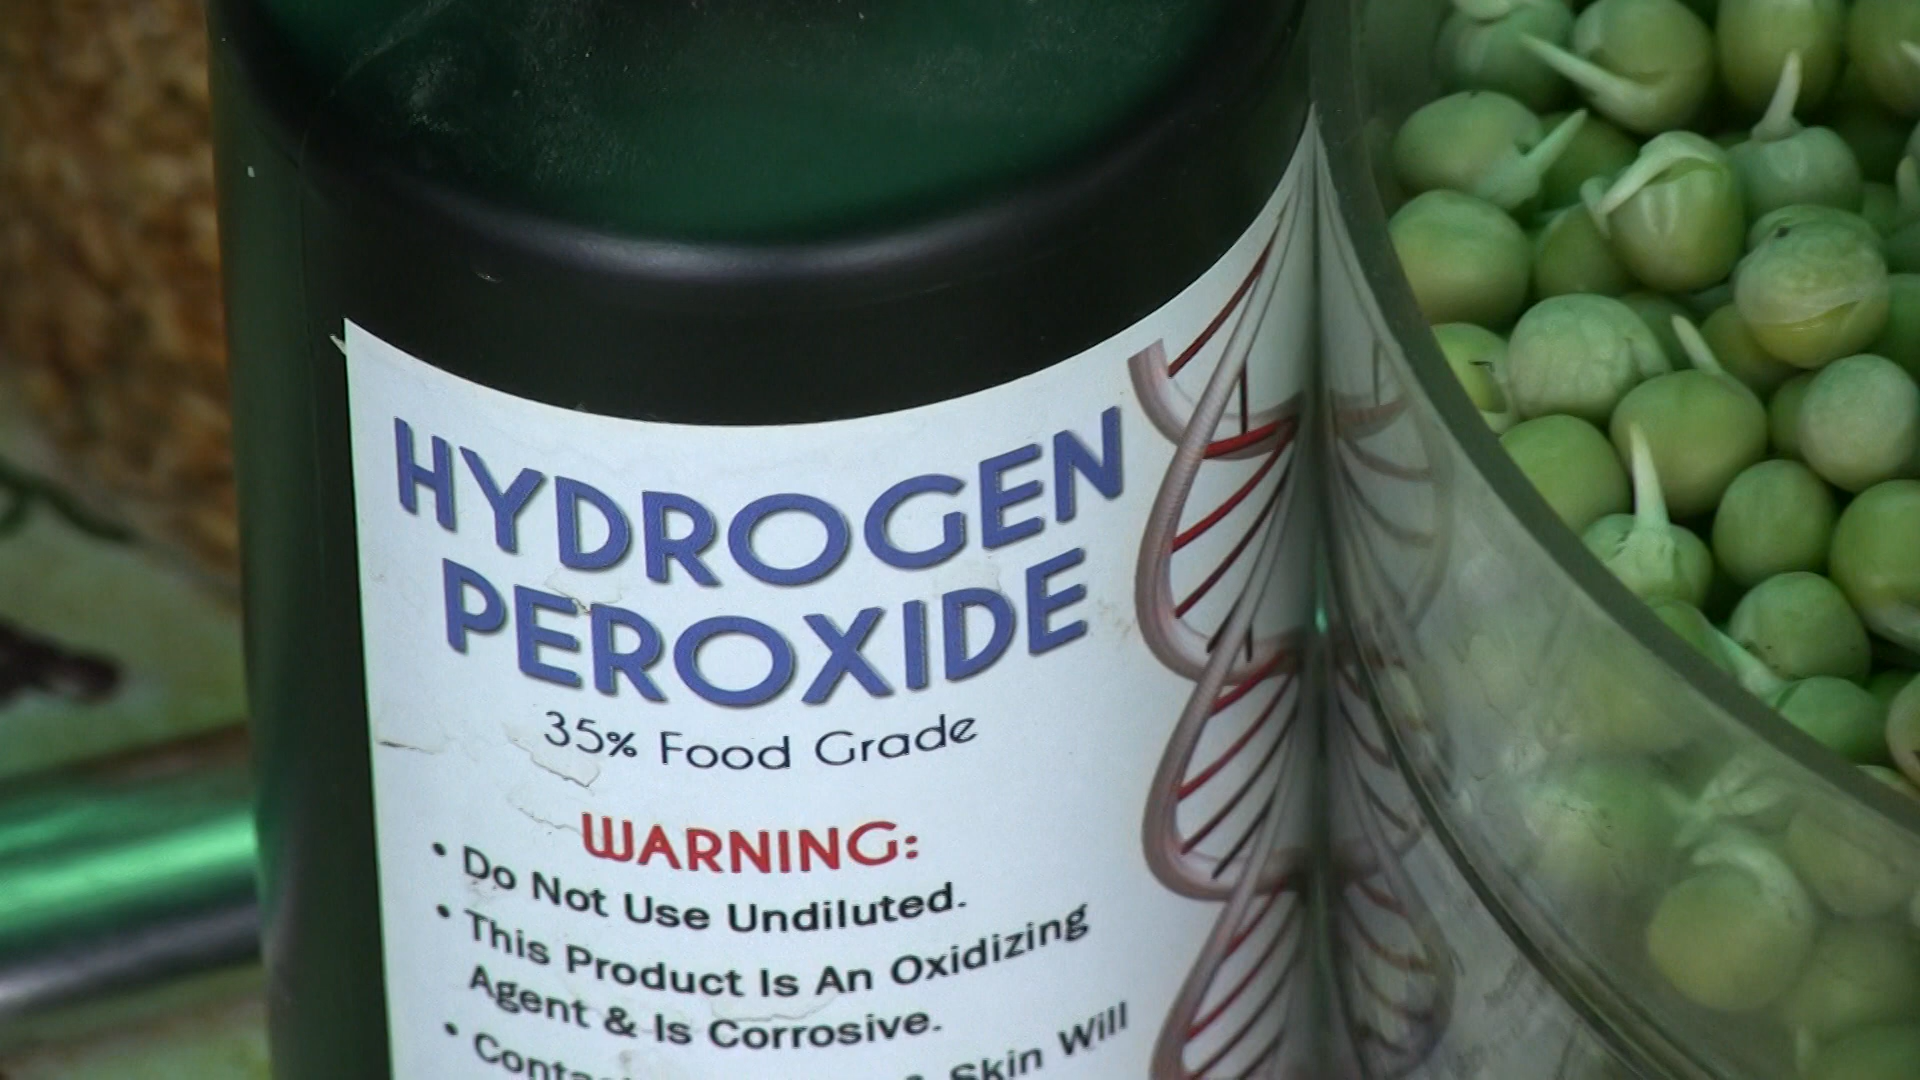 HYDROGEN
PEROXIDE
35% Food Grade
WARNING:
• Do Not Use Undiluted.
• This Product Is An Oxidizing
Agent & Is Corrosive.
• Skin Will